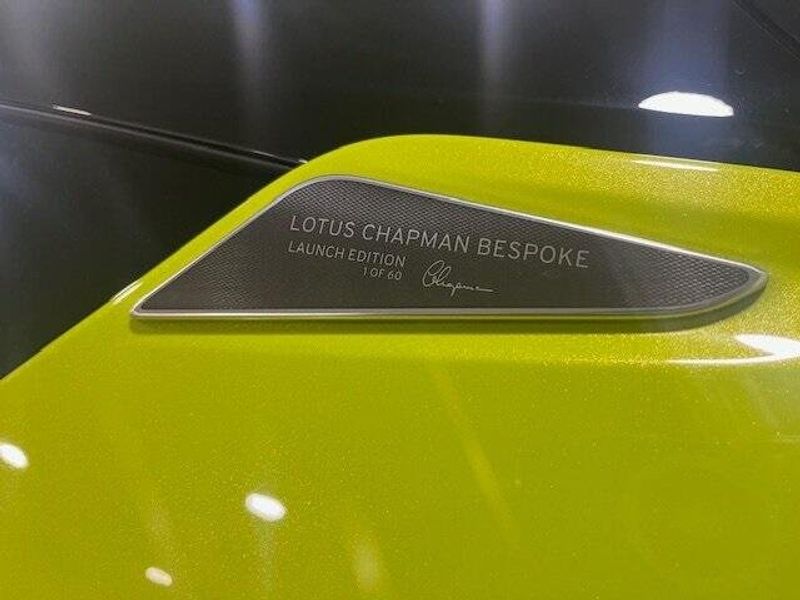 LOTUS CHAPMAN BESPOKE
LAUNCH EDITION
1 OF 60